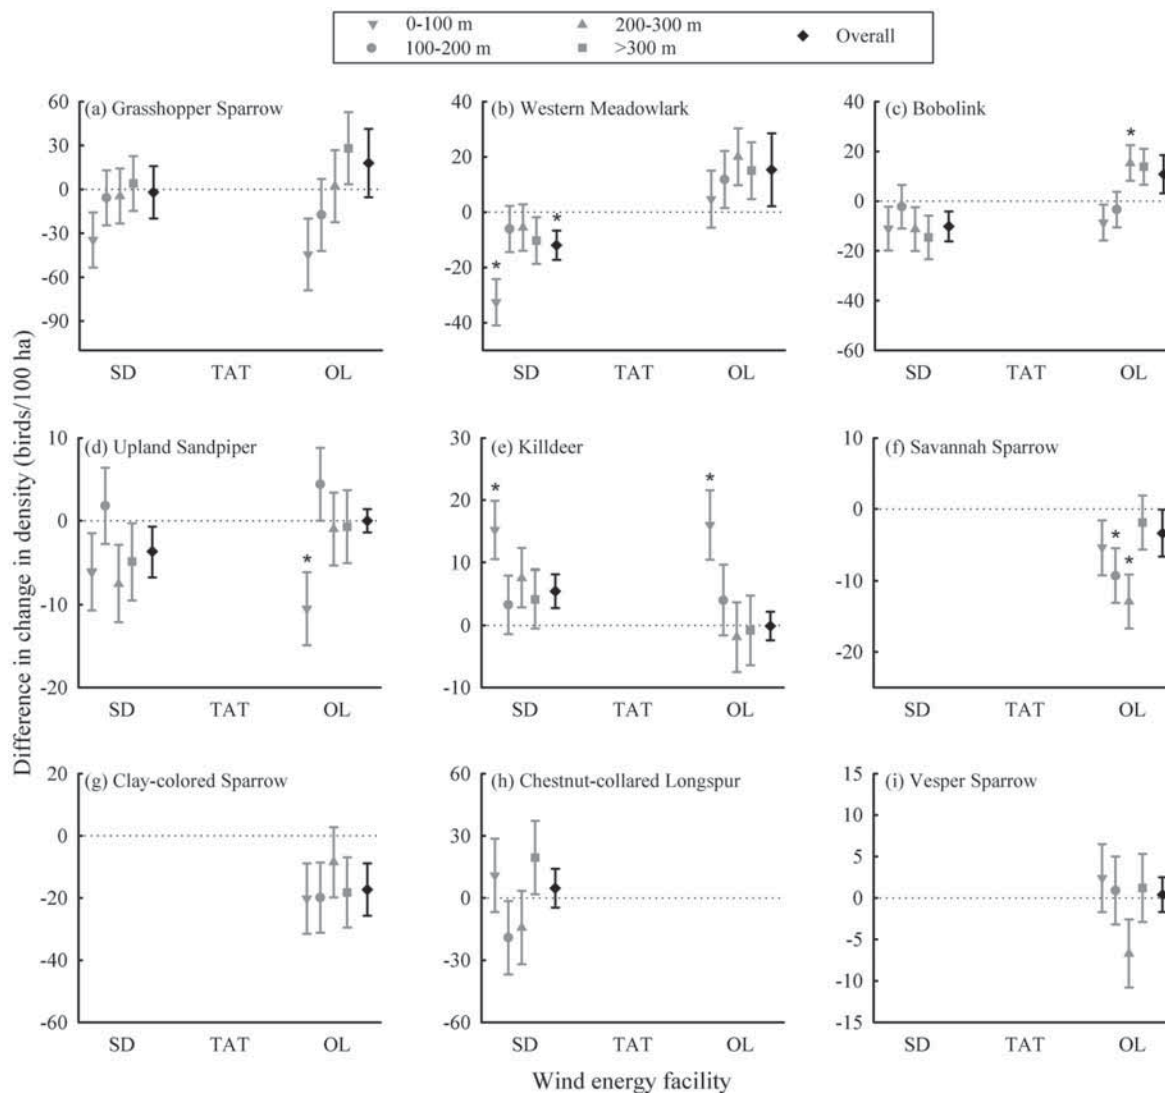 0-100 m 200-300 m Overall
100-200 m >300 m
Difference in change in density (birds/100 ha)
(a) Grasshopper Sparrow
60
30
0
-30
-60
-90
SD TAT OL
(b) Western Meadowlark
40
20
0
-20
-40
*
*
SD TAT OL
(c) Bobolink
40
20
0
-20
-40
-60
*
SD TAT OL
(d) Upland Sandpiper
10
0
-10
-20
*
SD TAT OL
(e) Killdeer
30
20
10
0
-10
* *
SD TAT OL
(f) Savannah Sparrow
10
0
-10
-20
*
*
SD TAT OL
(g) Clay-colored Sparrow
20
0
-20
-40
-60
SD TAT OL
(h) Chestnut-collared Longspur
60
30
0
-30
-60
SD TAT OL
(i) Vesper Sparrow
15
10
5
0
-5
-10
-15
SD TAT OL
Wind energy facility